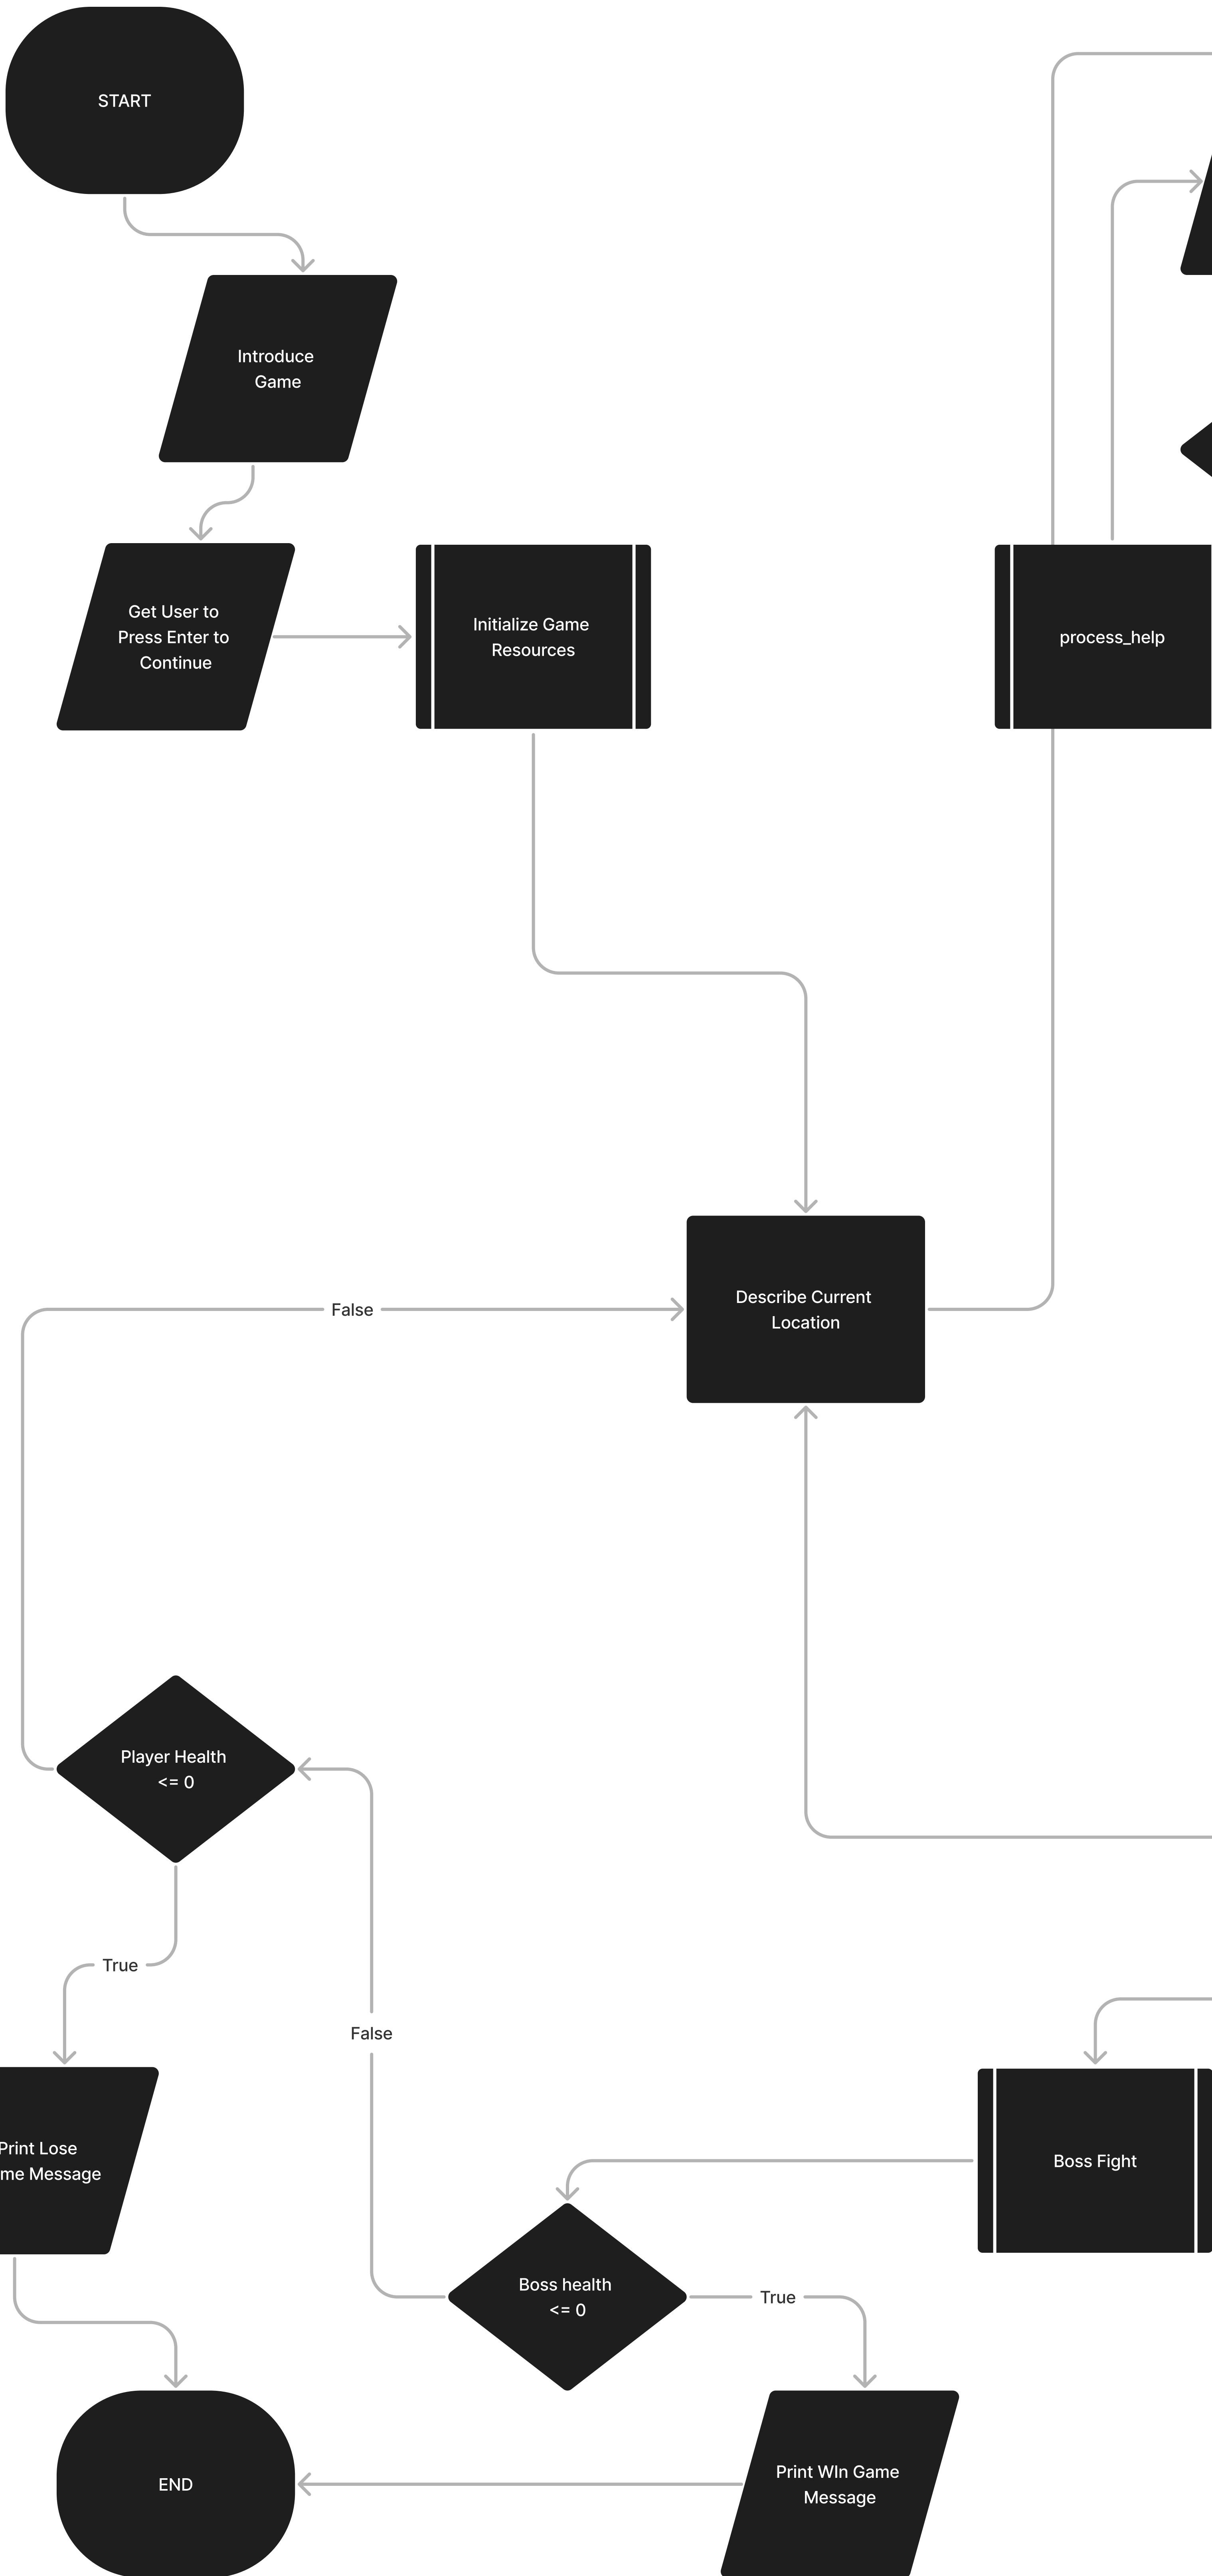 START
Introduce
Game
Get User to
Press Enter to
Continue
Initialize Game
Resources
process_help
False
Describe Current
Location
Player Health
<= 0
True
False
Print Lose
me Message
Boss Fight
Boss health
<= 0
True
Print WIn Game
Message
END